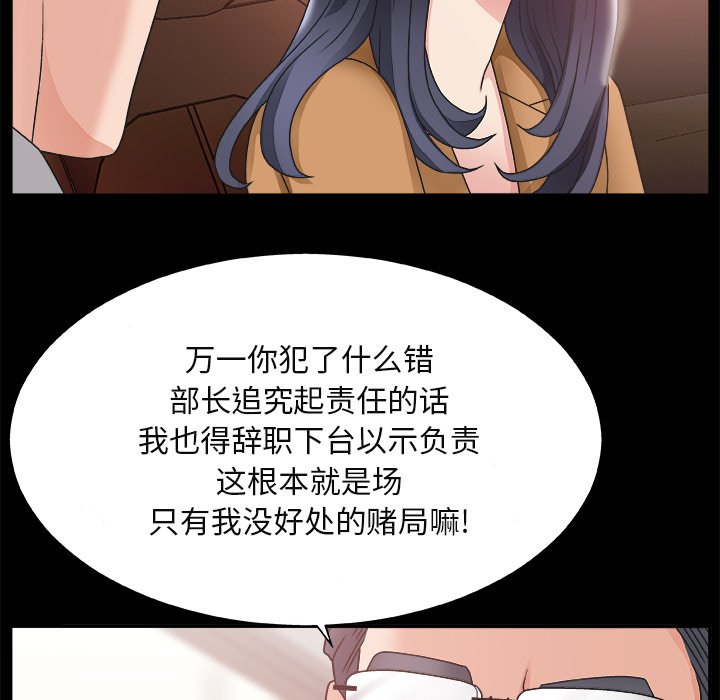 万一你犯了什么错
部长追究起责任的话
我也得辞职下台以示负责
这根本就是场
只有我没好处的赌局嘛!